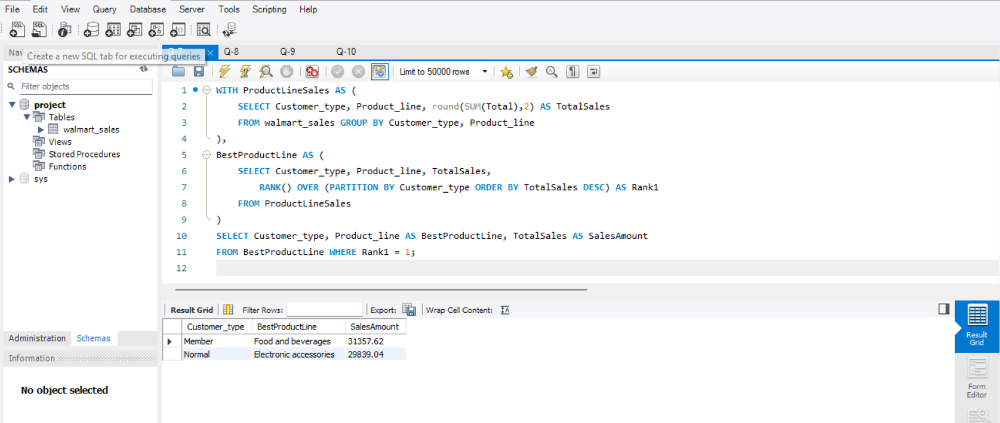 File Edit View Query Database Server Tools Scripting Help
SQL SQL
Create a new SQL tab for executing queries
Q-8 Q-9 Q-10
SCHEMAS
Filter objects
project
Tables
walmart_sales
Views
Stored Procedures
Functions
sys
Administration Schemas
Information
No object selected
Limit to 50000 rows
1 WITH ProductLineSales AS (
2 SELECT Customer_type, Product_line, round(SUM(Total),2) AS TotalSales
3 FROM walmart_sales GROUP BY Customer_type, Product_line
4 ),
5 BestProductLine AS (
6 SELECT Customer_type, Product_line, TotalSales,
7 RANK() OVER (PARTITION BY Customer_type ORDER BY TotalSales DESC) AS Rank1
8 FROM ProductLineSales
9 )
10 SELECT Customer_type, Product_line AS BestProductLine, TotalSales AS SalesAmount
11 FROM BestProductLine WHERE Rank1 = 1;
12
Result Grid Filter Rows: Export: Wrap Cell Content:
Customer_type BestProductLine SalesAmount
Member Food and beverages 31357.62
Normal Electronic accessories 29839.04
Result
Grid
Form
Editor